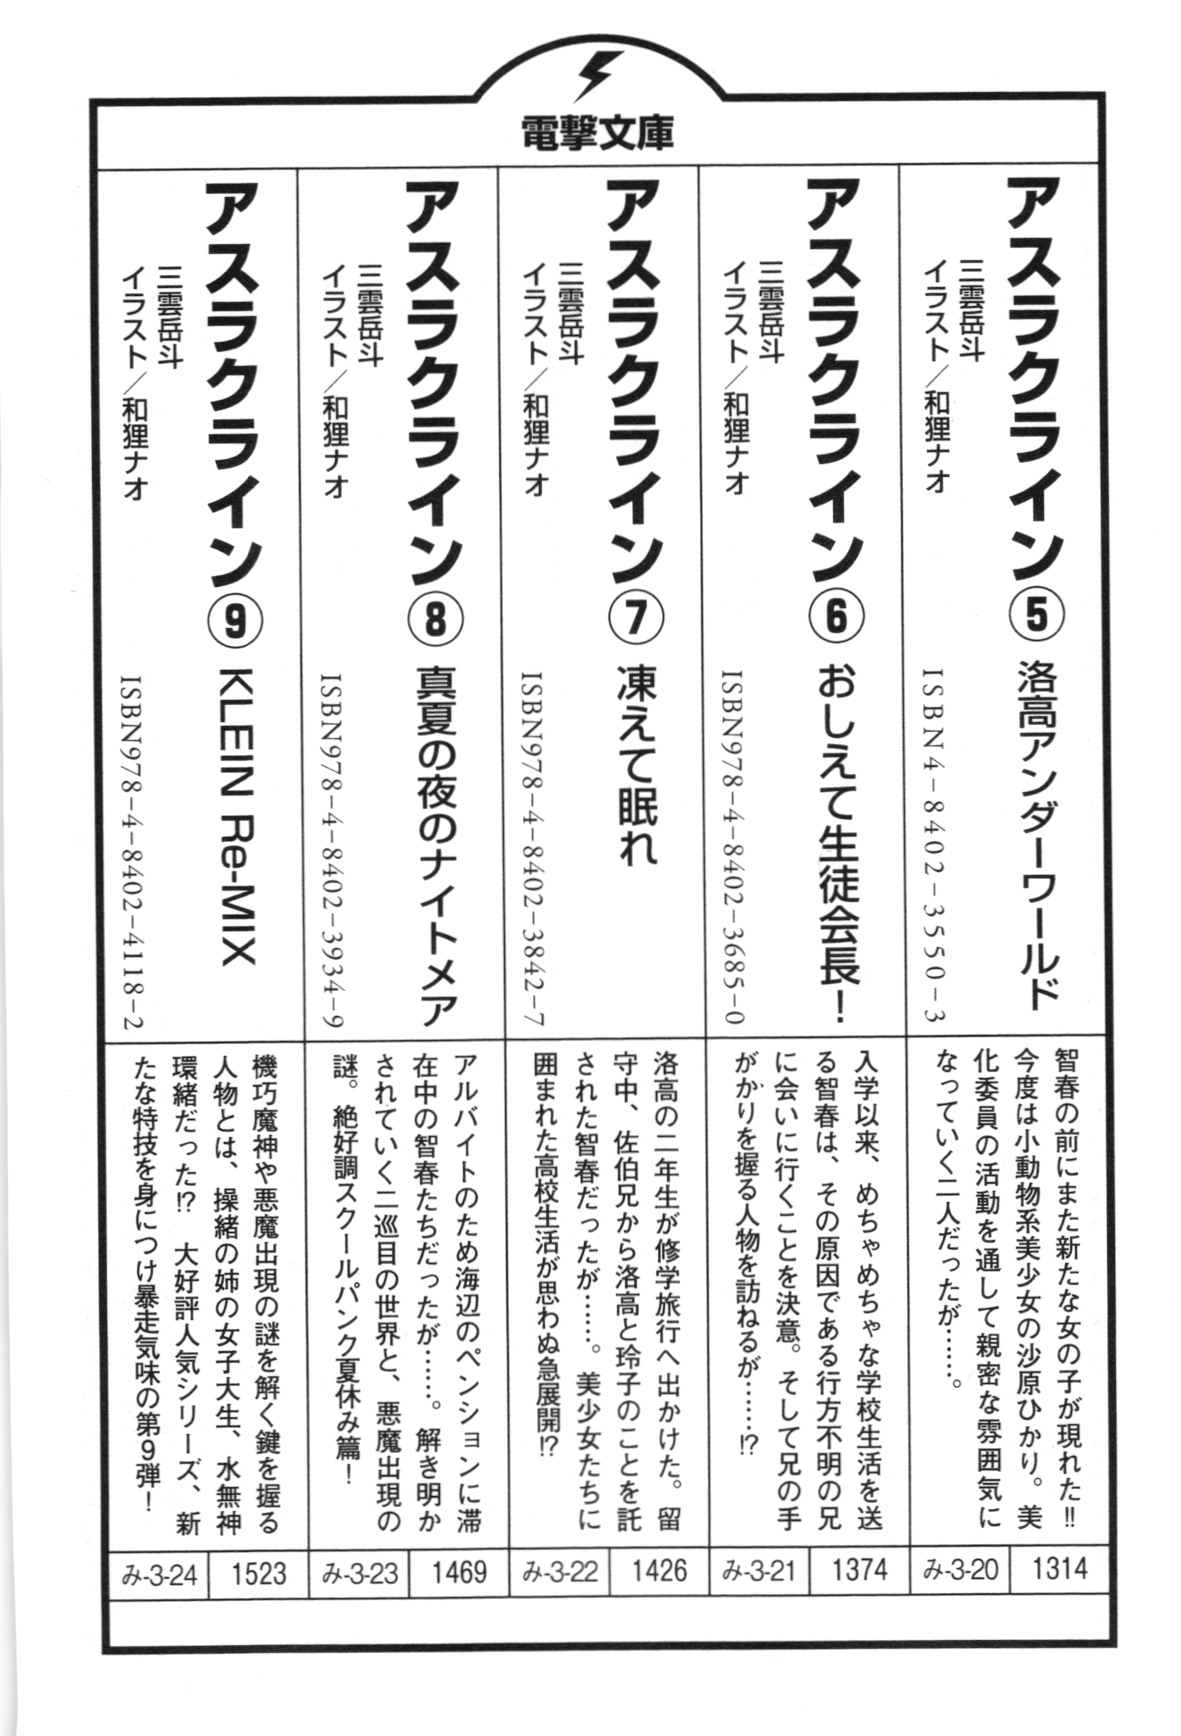 電撃文庫
アスラクライン⑤ 洛高アンダーワールド
三雲岳斗
イラスト/和狸ナオ
ISBN4-8402-3550-3
智春の前にまた新たな女の子が現れた!!
今度は小動物系美少女の沙原ひかり。美
化委員の活動を通して親密な雰囲気に
なっていく二人だったが……。
1314
み-3-20
アスラクライン⑥ おしえて生徒会長!
三雲岳斗
イラスト/和狸ナオ
ISBN978-4-8402-3685-0
入学以来、めちゃめちゃな学校生活を送
る智春は、その原因である行方不明の兄
に会いに行くことを決意。そして兄の手
がかりを握る人物を訪ねるが……!?
1374
み-3-21
アスラクライン⑦ 凍えて眠れ
三雲岳斗
イラスト/和狸ナオ
ISBN978-4-8402-3842-7
洛高の二年生が修学旅行へ出かけた。留
守中、佐伯兄から洛高と玲子のことを託
された智春だったが……。美少女たちに
囲まれた高校生活が思わぬ急展開!?
1426
み-3-22
アスラクライン⑧ 真夏の夜のナイトメア
三雲岳斗
イラスト/和狸ナオ
ISBN978-4-8402-3934-9
アルバイトのため海辺のペンションに滞
在中の智春たちだったが……。解き明か
されていく二巡目の世界と、悪魔出現の
謎。絶好調スクールパンク夏休み篇!
1469
み-3-23
アスラクライン⑨ KLEIN Re-MIX
三雲岳斗
イラスト/和狸ナオ
ISBN978-4-8402-4118-2
機巧魔神や悪魔出現の謎を解く鍵を握る
人物とは、操緒の姉の女子大生、水無神
環緒だった!? 大好評人気シリーズ、新
たな特技を身につけ暴走気味の第9弾!
1523
み-3-24